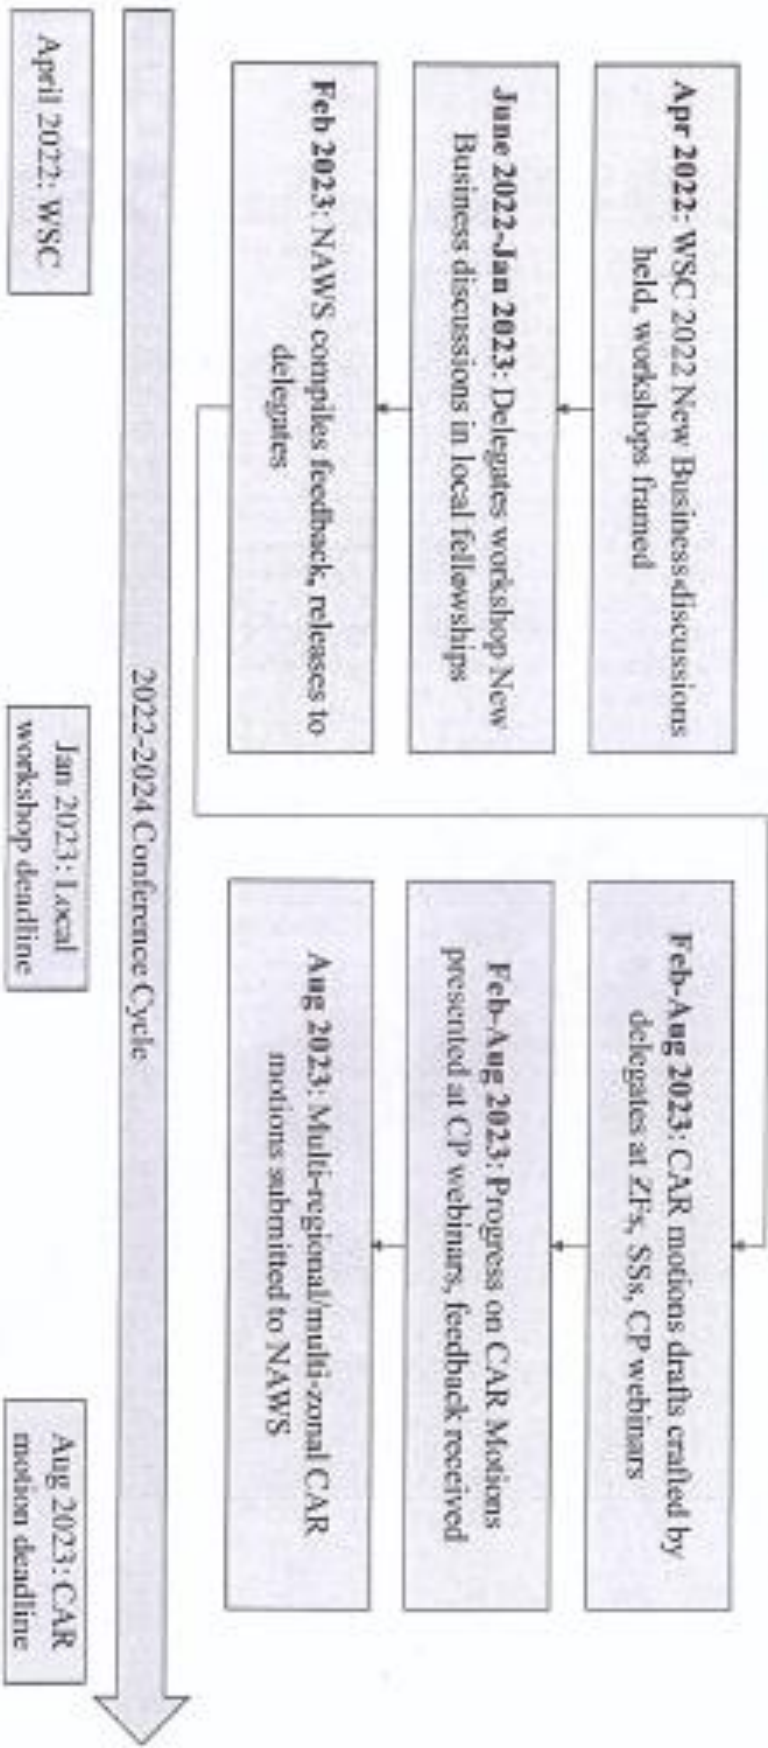 Apr 2022: WSC 2022 New Business discussions
held, workshops framed
June 2022-Jan 2023: Delegates workshop New
Business discussions in local fellowships
Feb 2023: NAWS compiles feedback, releases to
delegates
Feb-Aug 2023: CAR motions drafts crafted by
delegates at ZFs, SSs, CP webinars
Feb-Aug 2023: Progress on CAR Motions
presented at CP webinars, feedback received
Aug 2023: Multi-regional/multi-zonal CAR
motions submitted to NAWS
2022-2024 Conference Cycle
April 2022: WSC
Jan 2023: Local
workshop deadline
Aug 2023: CAR
motion deadline